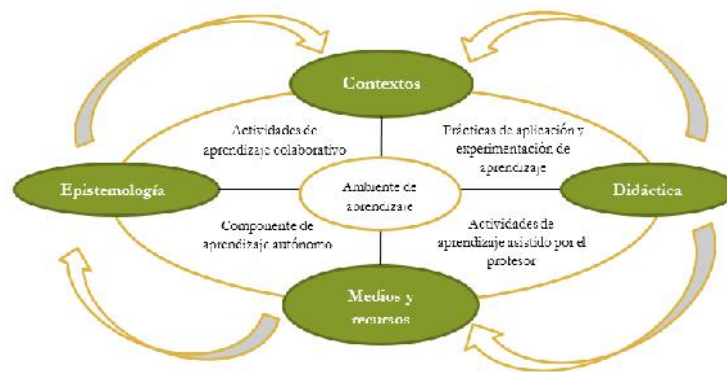 Contextos
Actividades de
aprendizaje colaborativo
Prácticas de aplicación y
experimentación de
aprendizaje
Epistemología
Ambiente de
aprendizaje
Didáctica
Componente de
aprendizaje autónomo
Actividades de
aprendizaje asistido por el
profesor
Medios y
recursos